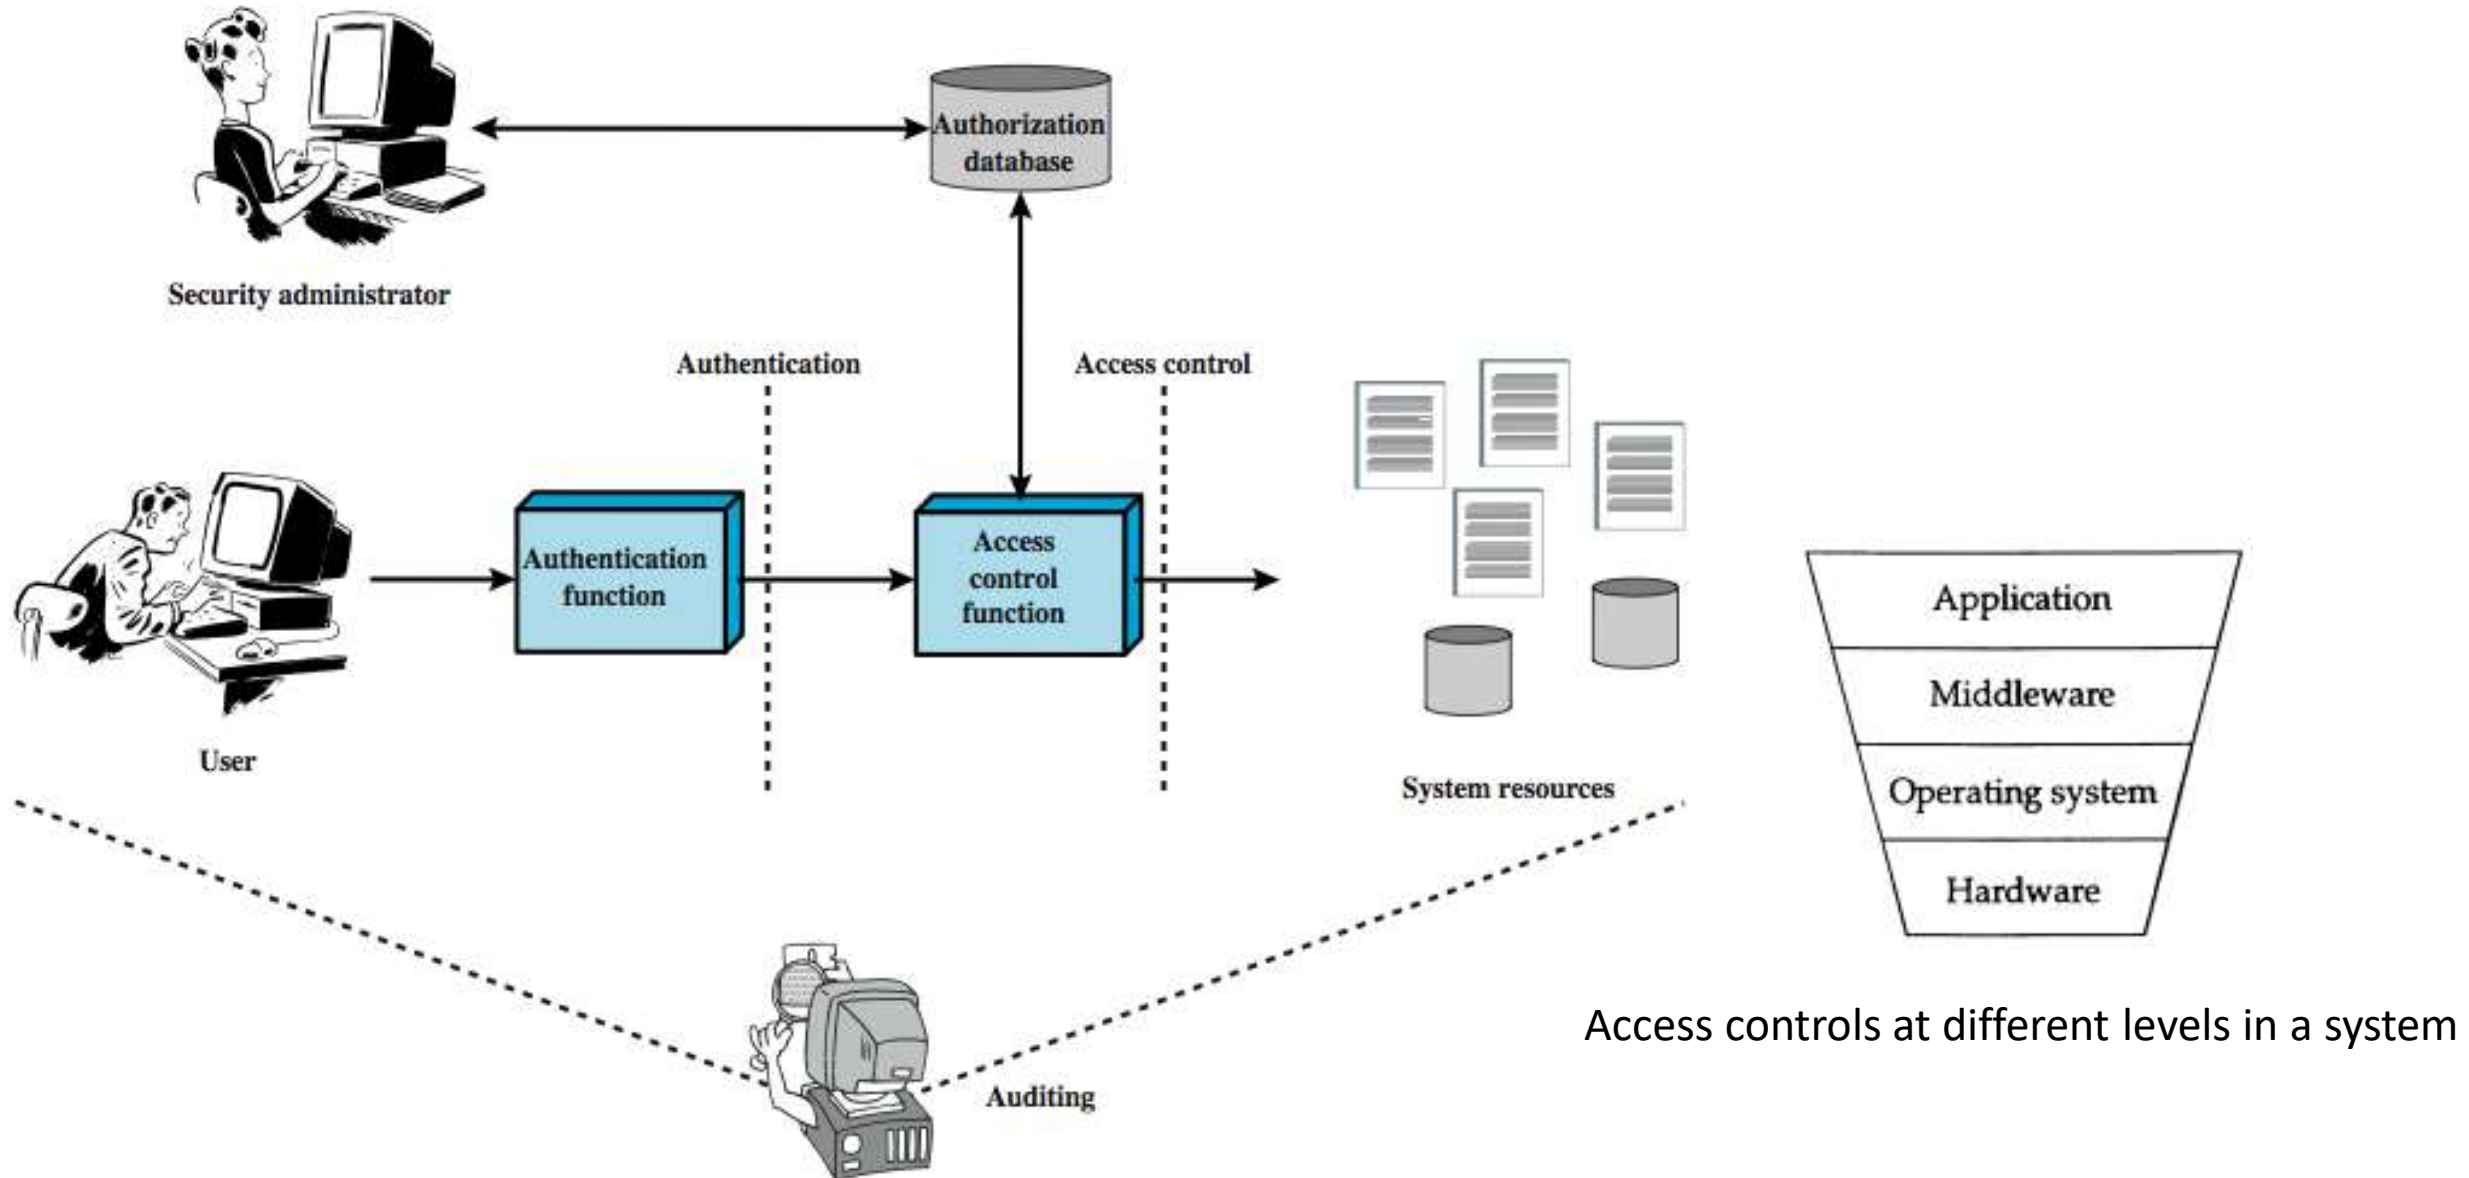 Authorization
database
Security administrator
Authentication
Access control
Authentication
function
Access
control
function
User
System resources
Application
Middleware
Operating system
Hardware
Access controls at different levels in a system
Auditing